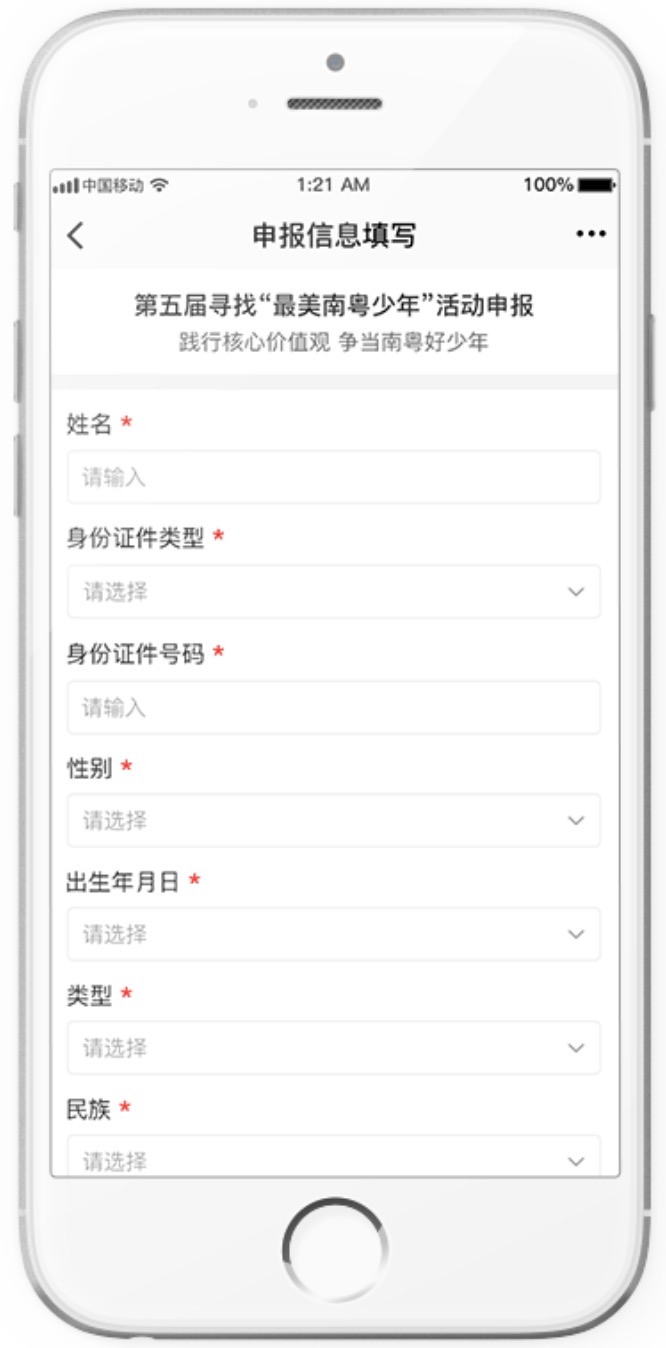 中国移动 1:21 AM 100%
申报信息填写
第五届寻找“最美南粤少年”活动申报
践行核心价值观 争当南粤好少年
姓名 *
请输入
身份证件类型 *
请选择
身份证件号码 *
请输入
性别 *
请选择
出生年月日 *
请选择
类型 *
请选择
民族 *
请选择